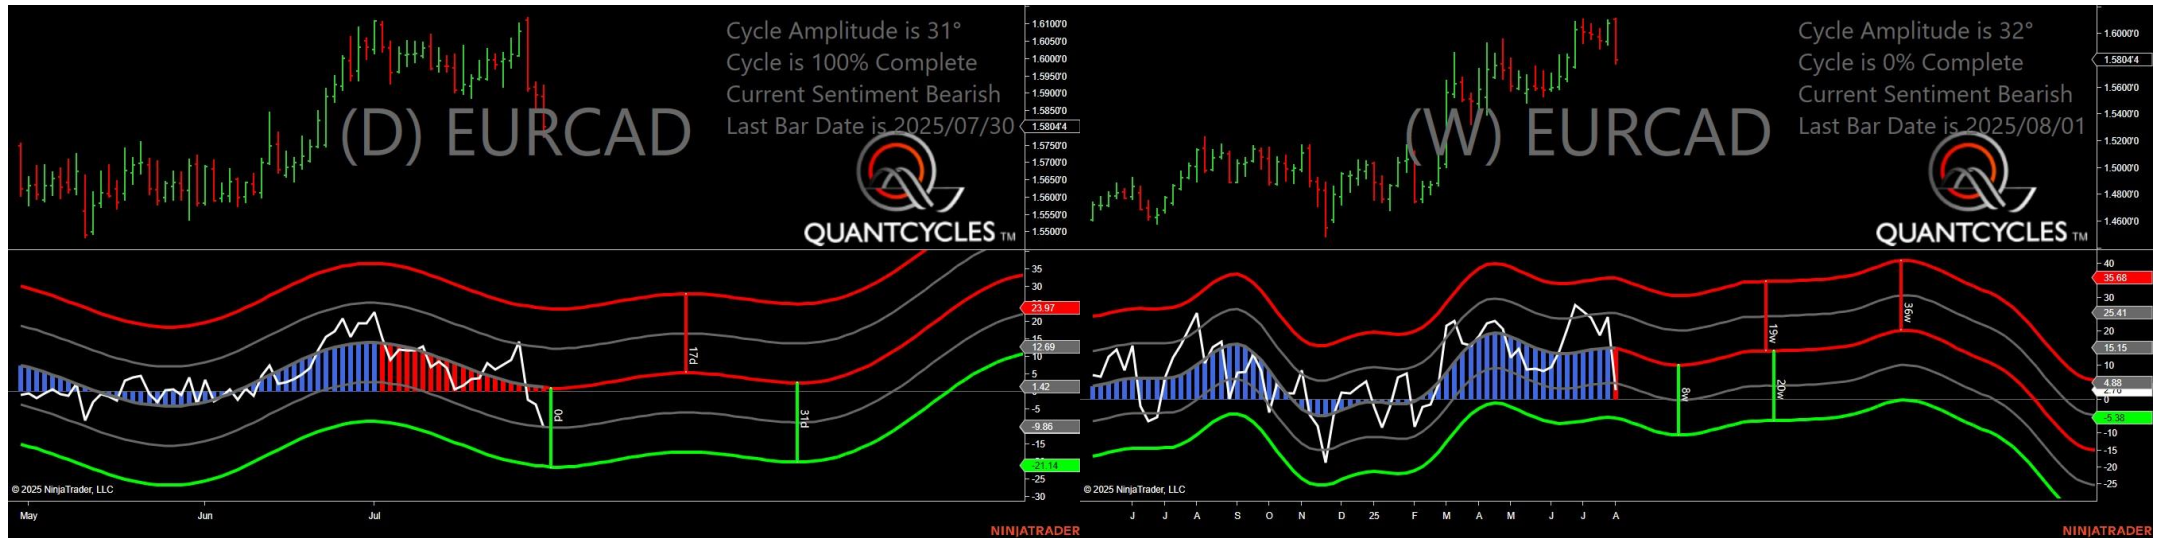 Cycle Amplitude is 31°
Cycle is 100% Complete
Current Sentiment Bearish
Last Bar Date is 2025/07/30
(D) EURCAD
QUANTCYCLES TM
1.6100'0
1.6050'0
1.6000'0
1.5950'0
1.5900'0
1.5850'0
1.5804'4
1.5750'0
1.5700'0
1.5650'0
1.5600'0
1.5550'0
1.5500'0
35
30
23.97
20
15
12.69
10
5
1.42
-5
-9.86
-15
-21.14
-25
-30
0d
17d
31d
© 2025 NinjaTrader, LLC
May Jun Jul
NINJATRADER
Cycle Amplitude is 32°
Cycle is 0% Complete
Current Sentiment Bearish
Last Bar Date is 2025/08/01
(W) EURCAD
QUANTCYCLES TM
1.6000'0
1.5804'4
1.5600'0
1.5400'0
1.5200'0
1.5000'0
1.4800'0
1.4600'0
40
35.68
30
25.41
20
15.15
10
4.88
0
-5.38
-10
-15
-20
-25
8w
19w
20w
36w
© 2025 NinjaTrader, LLC
J J A S O N D 25 F M A M J J A
NINJATRADER